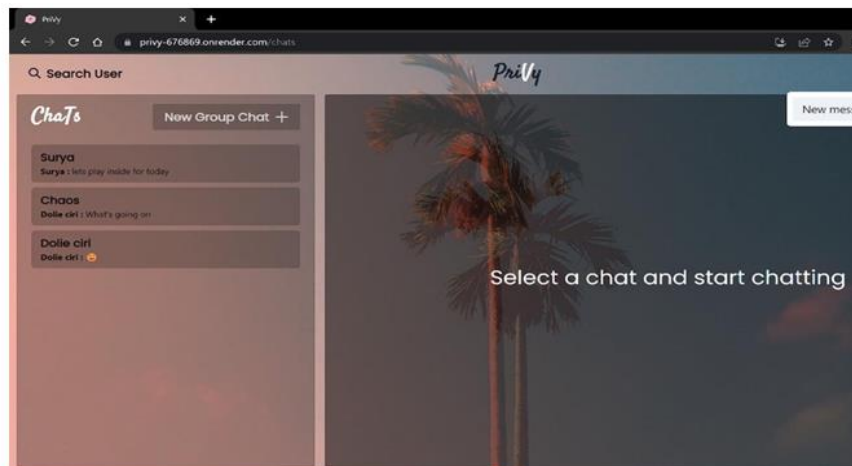 PriVy
privy-676869.onrender.com/chats
Search User
PriVy
ChaTs
New Group Chat +
New mess
Surya
Surya : lets play inside for today
Chaos
Dolie ciri : What's going on
Dolie ciri
Dolie ciri : 😀
Select a chat and start chatting